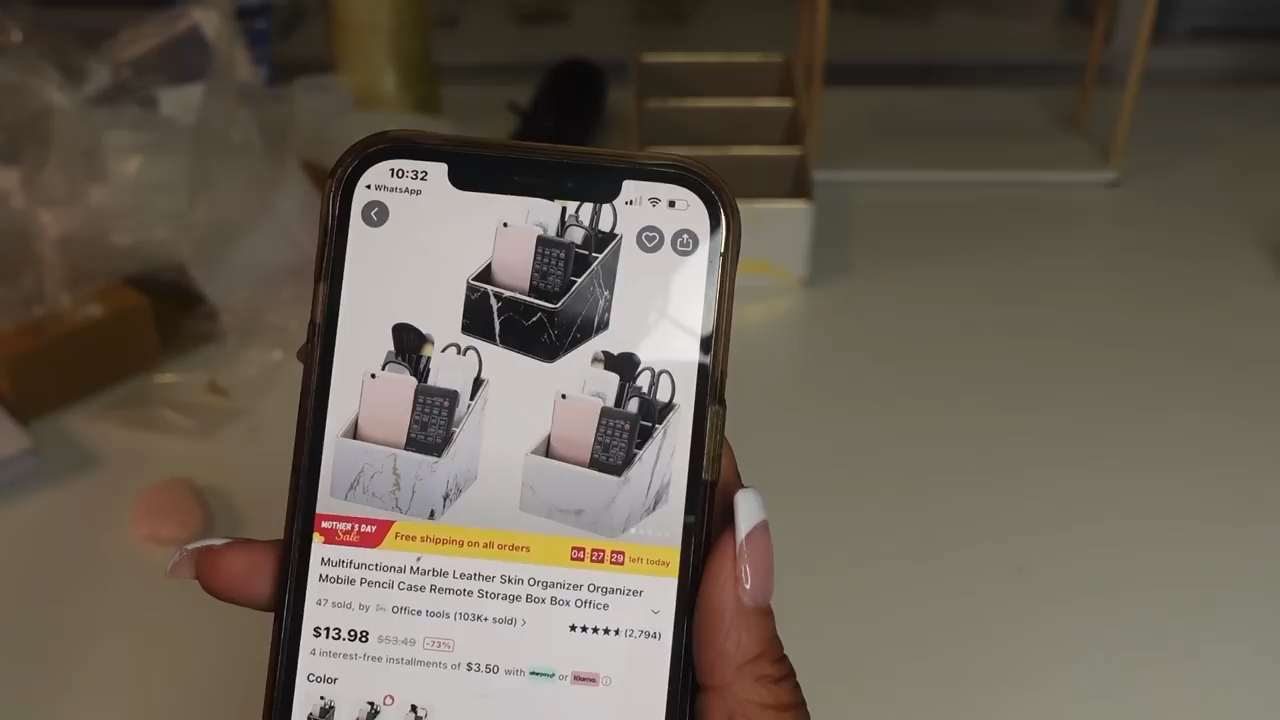 10:32
◀ WhatsApp
MOTHER'S DAY
Sale
Free shipping on all orders
04:27:29 left today
Multifunctional Marble Leather Skin Organizer Organizer
Mobile Pencil Case Remote Storage Box Box Office
47 sold, by Office tools (103K+ sold) >
(2,794)
$13.98 $53.49 -73%
4 interest-free installments of $3.50 with afterpay or Klarna.
Color